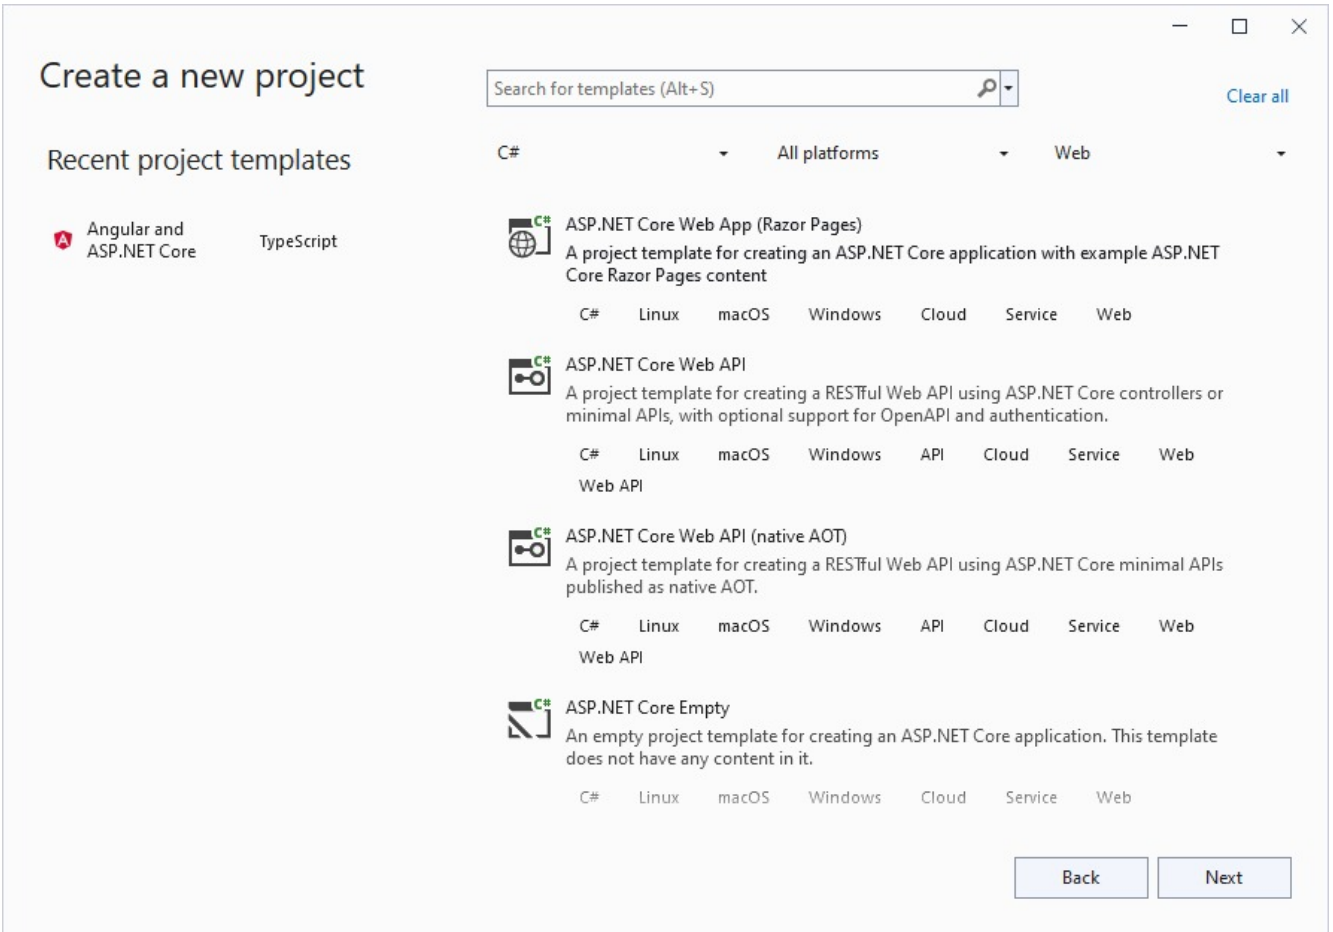 Create a new project
Search for templates (Alt+S)
Clear all
Recent project templates
C# All platforms Web
Angular and
ASP.NET Core
TypeScript
C#
ASP.NET Core Web App (Razor Pages)
A project template for creating an ASP.NET Core application with example ASP.NET
Core Razor Pages content
C# Linux macOS Windows Cloud Service Web
C#
ASP.NET Core Web API
A project template for creating a RESTful Web API using ASP.NET Core controllers or
minimal APIs, with optional support for OpenAPI and authentication.
C# Linux macOS Windows API Cloud Service Web
Web API
C#
ASP.NET Core Web API (native AOT)
A project template for creating a RESTful Web API using ASP.NET Core minimal APIs
published as native AOT.
C# Linux macOS Windows API Cloud Service Web
Web API
C#
ASP.NET Core Empty
An empty project template for creating an ASP.NET Core application. This template
does not have any content in it.
C# Linux macOS Windows Cloud Service Web
Back Next